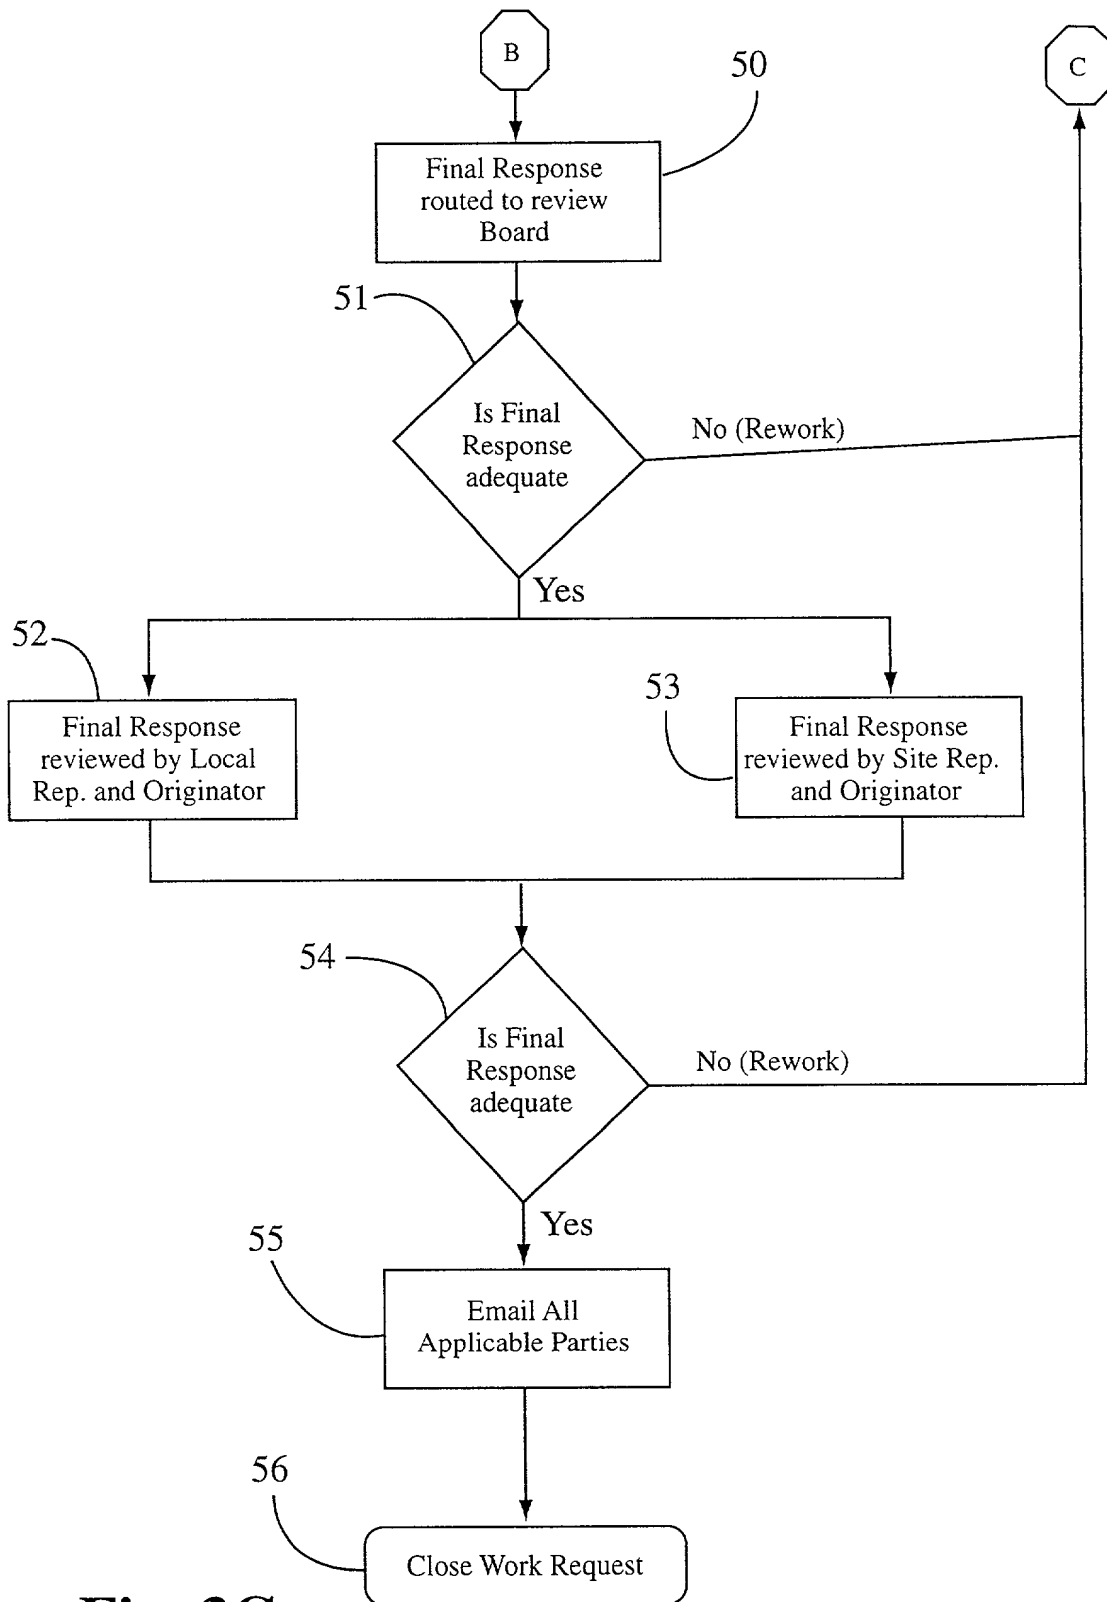 B
C
50
Final Response
routed to review
Board
51
Is Final
Response
adequate
No (Rework)
Yes
52
53
Final Response
reviewed by Local
Rep. and Originator
Final Response
reviewed by Site Rep.
and Originator
54
Is Final
Response
adequate
No (Rework)
Yes
55
Email All
Applicable Parties
56
Close Work Request